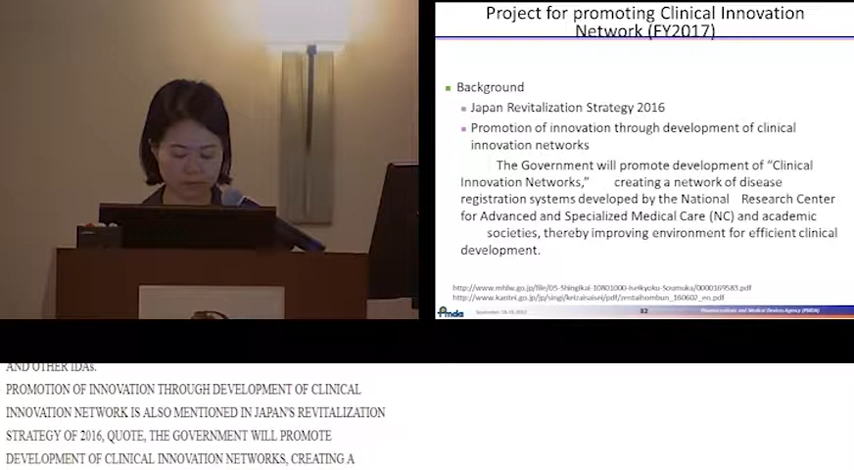 Project for promoting Clinical Innovation
Network (FY2017)
Background
Japan Revitalization Strategy 2016
Promotion of innovation through development of clinical
innovation networks
The Government will promote development of "Clinical
Innovation Networks," creating a network of disease
registration systems developed by the National Research Center
for Advanced and Specialized Medical Care (NC) and academic
societies, thereby improving environment for efficient clinical
development.
http://www.mhlw.go.jp/file/05-Shingikai-10801000-Iseikyoku-Soumuka/0000169583.pdf
http://www.kantei.go.jp/jp/singi/keizaisaisei/pdf/zentaihombun_160602_en.pdf
Pmda
32
Pharmaceuticals and Medical Devices Agency (PMDA)
AND OTHER IDAs.
PROMOTION OF INNOVATION THROUGH DEVELOPMENT OF CLINICAL
INNOVATION NETWORK IS ALSO MENTIONED IN JAPAN'S REVITALIZATION
STRATEGY OF 2016, QUOTE, THE GOVERNMENT WILL PROMOTE
DEVELOPMENT OF CLINICAL INNOVATION NETWORKS, CREATING A